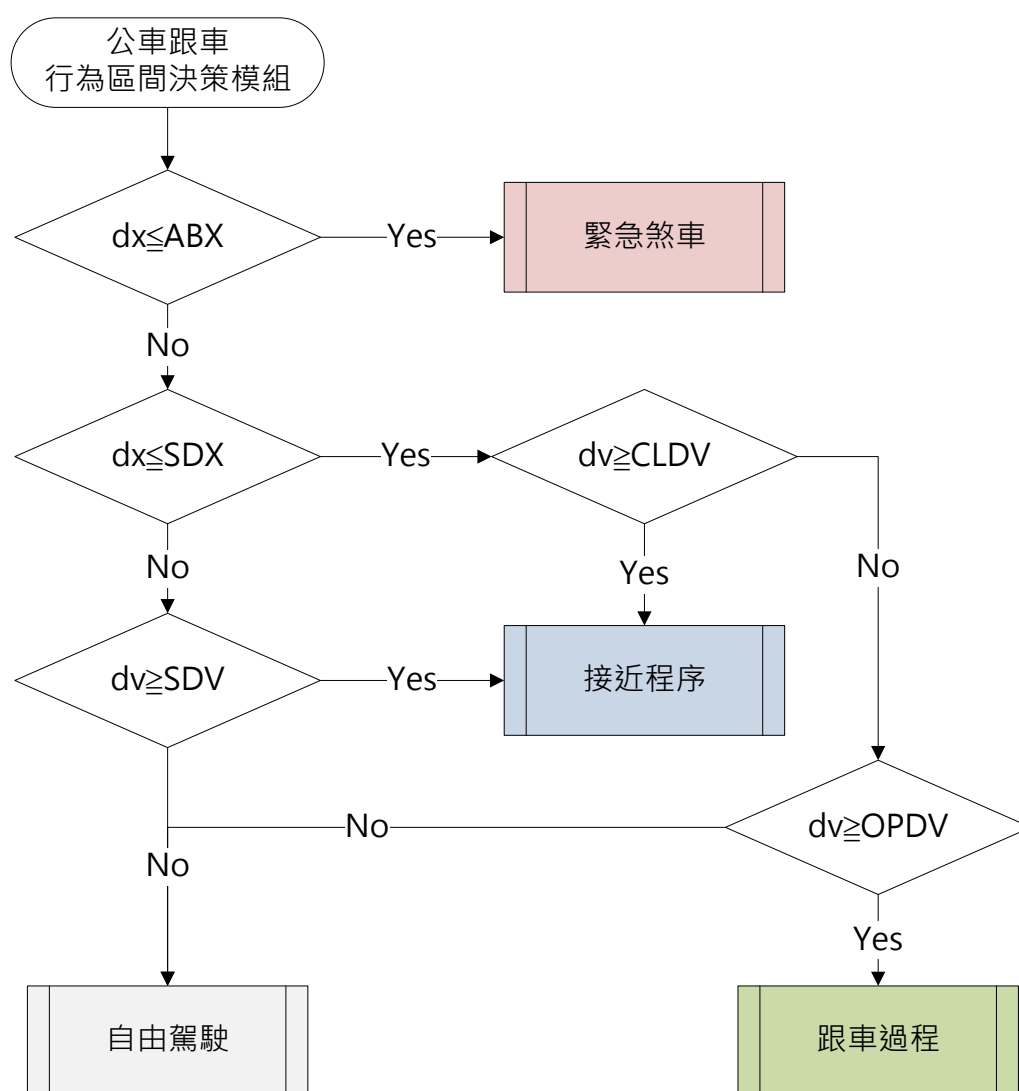 公車跟車
行為區間決策模組
dx≦ABX
Yes
緊急煞車
No
dx≦SDX
Yes
dv≧CLDV
No
Yes
No
dv≧SDV
Yes
接近程序
dv≧OPDV
No
No
Yes
自由駕駛
跟車過程